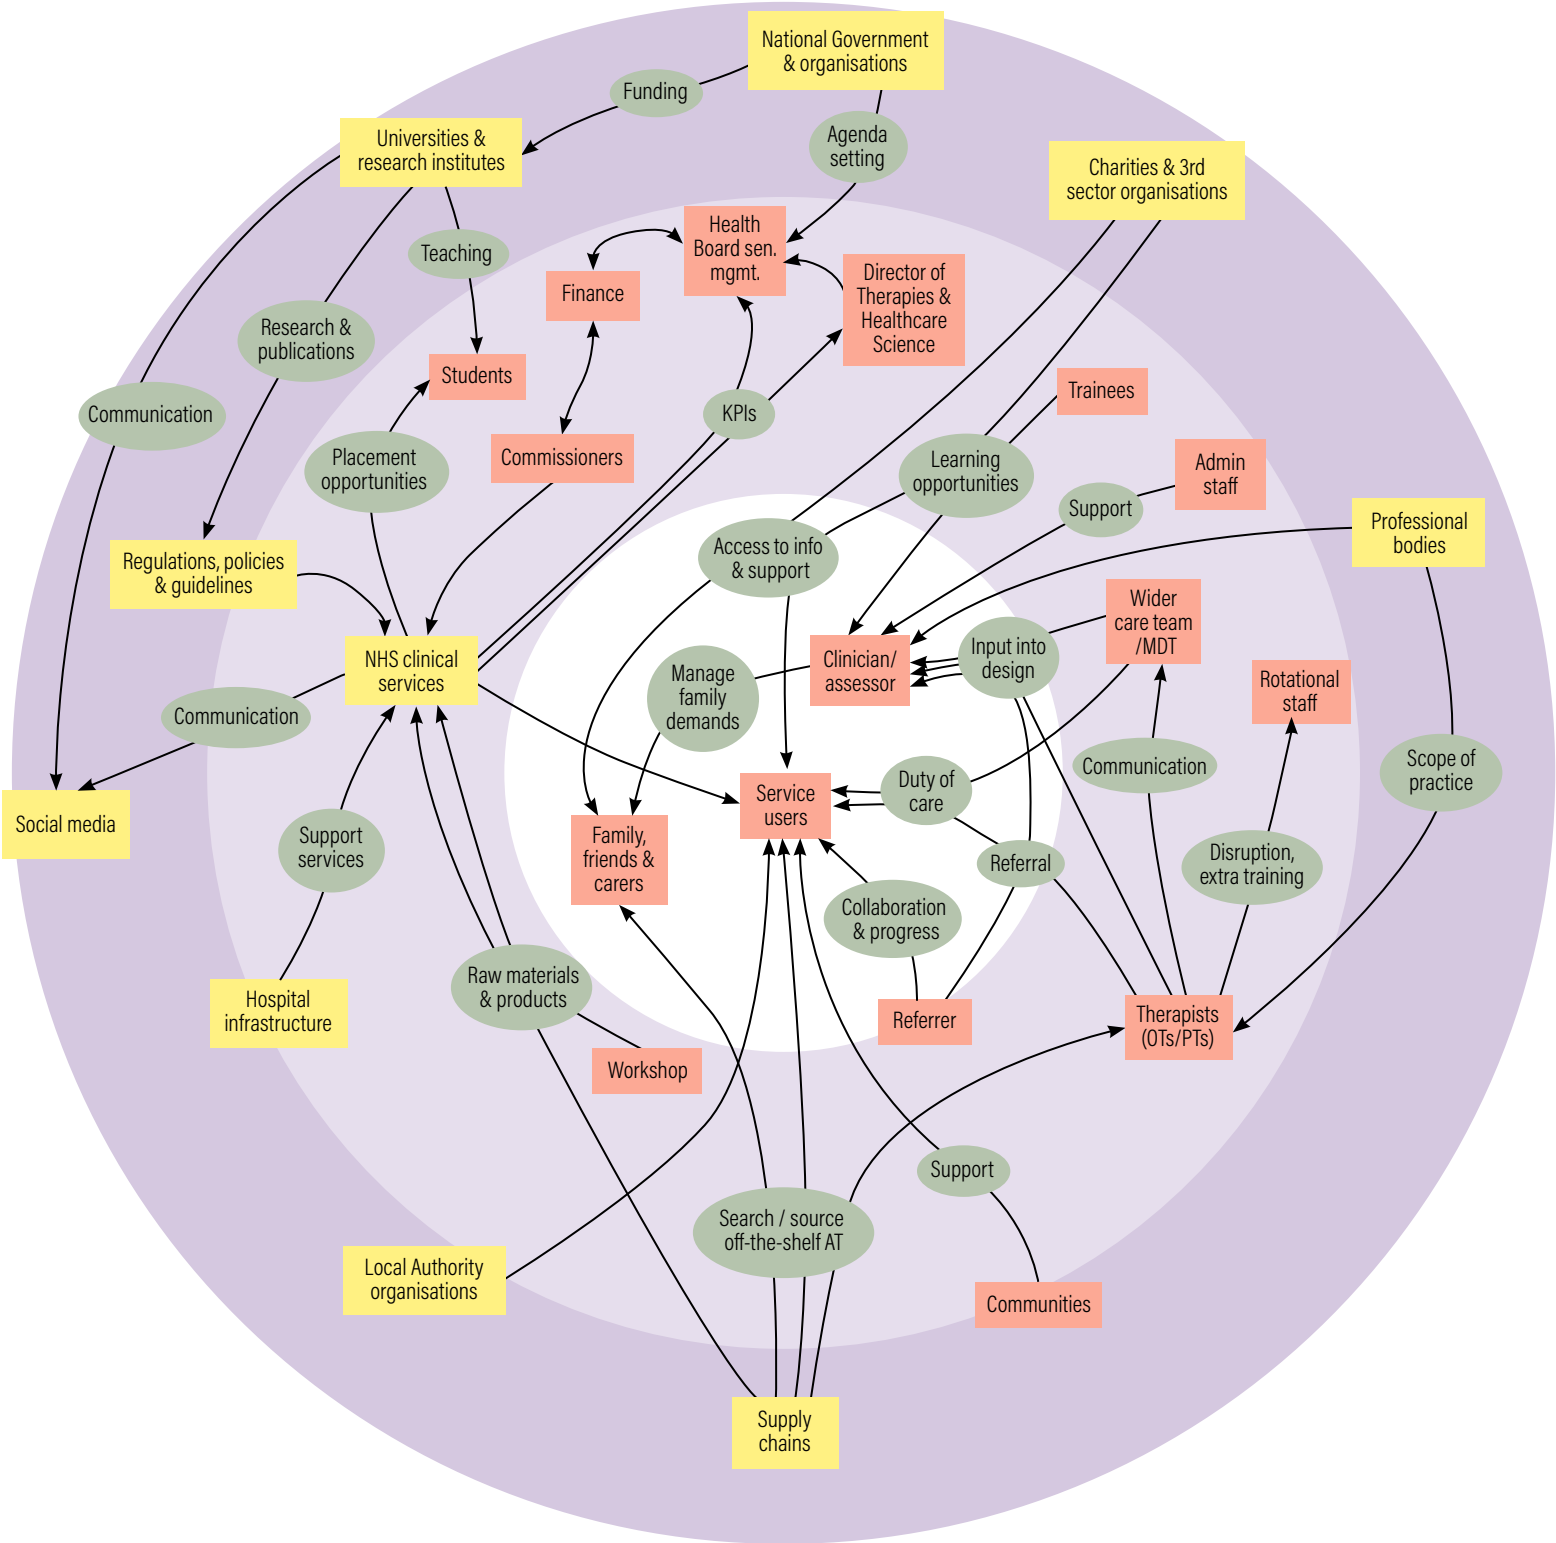 National Government
& organisations
Funding
Universities &
research institutes
Agenda
setting
Charities & 3rd
sector organisations
Teaching
Health
Board sen.
mgmt.
Finance
Director of
Therapies &
Healthcare
Science
Research &
publications
Students
Trainees
Communication
KPIs
Placement
opportunities
Commissioners
Learning
opportunities
Admin
staff
Support
Professional
bodies
Access to info
& support
Regulations, policies
& guidelines
Wider
care team
/MDT
NHS clinical
services
Manage
family
demands
Clinician/
assessor
Input into
design
Rotational
staff
Communication
Communication
Scope of
practice
Service
users
Duty of
care
Social media
Support
services
Family,
friends &
carers
Referral
Disruption,
extra training
Collaboration
& progress
Raw materials
& products
Hospital
infrastructure
Referrer
Therapists
(OTs/PTs)
Workshop
Support
Search / source
off-the-shelf AT
Local Authority
organisations
Communities
Supply
chains